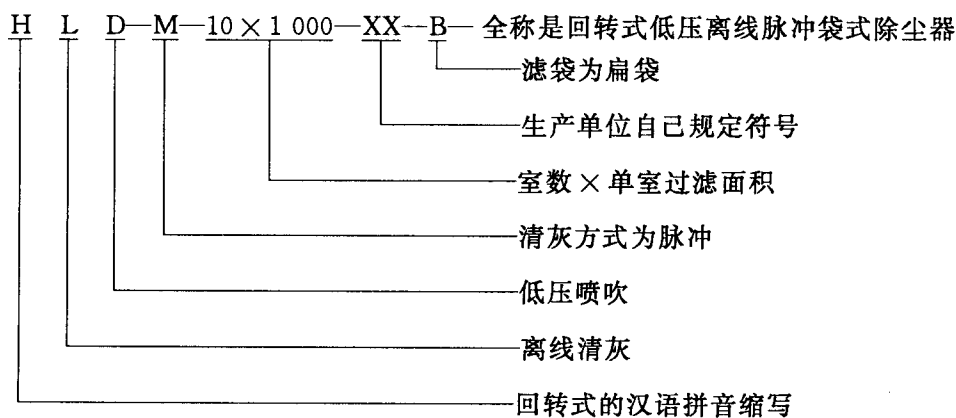 H L D—M—10×1 000—XX—B— 全称是回转式低压离线脉冲袋式除尘器
滤袋为扁袋
生产单位自己规定符号
室数×单室过滤面积
清灰方式为脉冲
低压喷吹
离线清灰
回转式的汉语拼音缩写